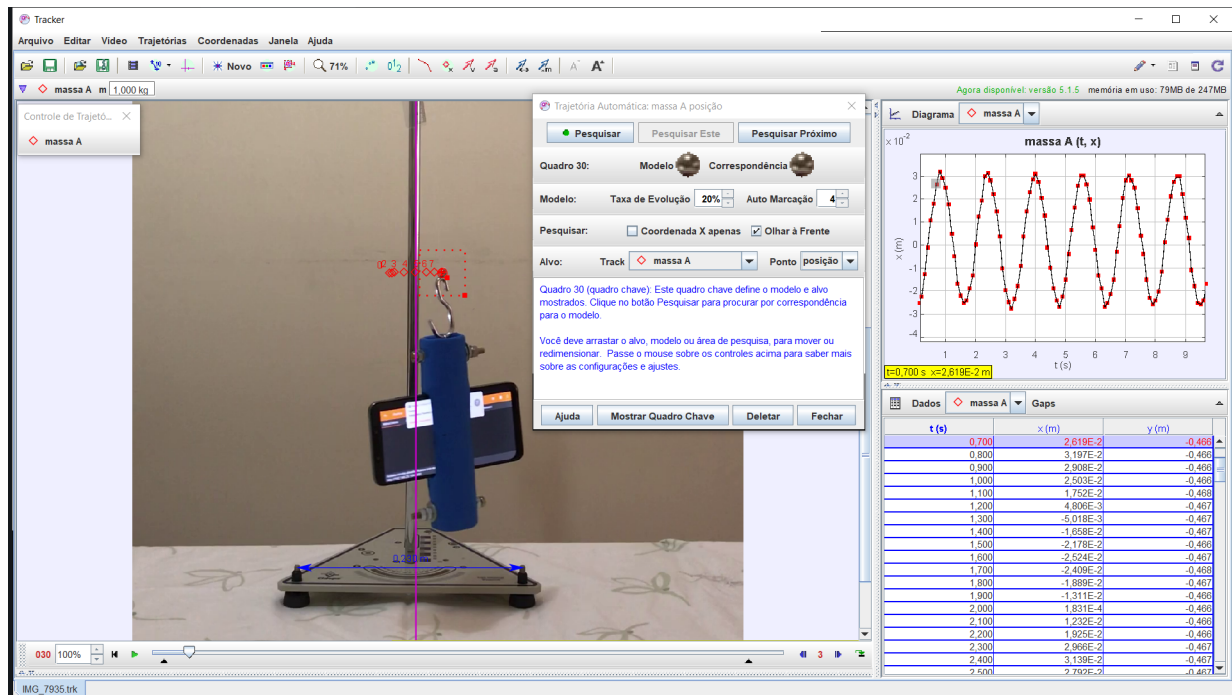 Tracker
Arquivo Editar Video Trajetórias Coordenadas Janela Ajuda
Novo 71%
massa A m 1,000 kg
Agora disponível: versão 5.1.5 memória em uso: 79MB de 247MB
Controle de Trajetó...
massa A
Trajetória Automática: massa A posição
Pesquisar Pesquisar Este Pesquisar Próximo
Quadro 30: Modelo Correspondência
Modelo: Taxa de Evolução 20% Auto Marcação 4
Pesquisar: Coordenada X apenas Olhar à Frente
Alvo: Track massa A Ponto posição
Quadro 30 (quadro chave): Este quadro chave define o modelo e alvo
mostrados. Clique no botão Pesquisar para procurar por correspondência
para o modelo.
Você deve arrastar o alvo, modelo ou área de pesquisa, para mover ou
redimensionar. Passe o mouse sobre os controles acima para saber mais
sobre as configurações e ajustes.
Ajuda Mostrar Quadro Chave Deletar Fechar
Diagrama massa A
x 10⁻² massa A (t, x)
3
2
1
0
-1
-2
-3
-4
x (m)
1 2 3 4 5 6 7 8 9
t (s)
t=0,700 s x=2,619E-2 m
Dados massa A Gaps
t (s) x (m) y (m)
0,700 2,619E-2 -0,466
0,800 3,197E-2 -0,466
0,900 2,908E-2 -0,466
1,000 2,503E-2 -0,466
1,100 1,752E-2 -0,468
1,200 4,806E-3 -0,467
1,300 -5,018E-3 -0,467
1,400 -1,658E-2 -0,467
1,500 -2,178E-2 -0,466
1,600 -2,524E-2 -0,467
1,700 -2,409E-2 -0,468
1,800 -1,889E-2 -0,467
1,900 -1,311E-2 -0,466
2,000 1,831E-4 -0,466
2,100 1,232E-2 -0,467
2,200 1,925E-2 -0,466
2,300 2,966E-2 -0,467
2,400 3,139E-2 -0,467
2,500 2,792E-2 -0,466
030 100% 3
IMG_7935.trk